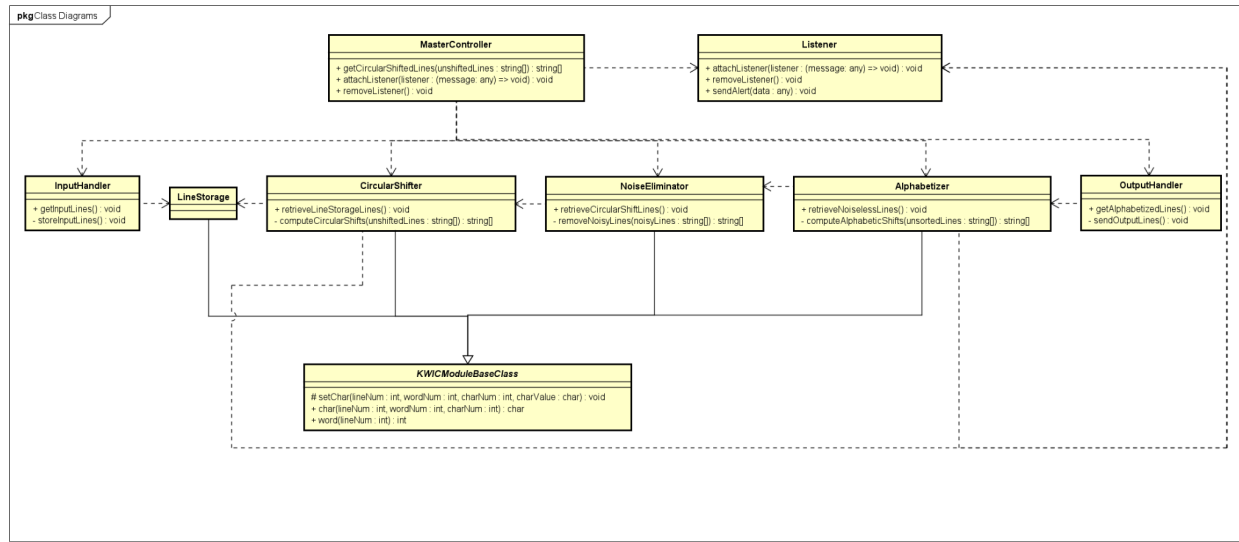 pkg Class Diagrams
MasterController
+ getCircularShiftedLines(unshiftedLines : string[]) : string[]
+ attachListener(listener : (message: any) => void) : void
+ removeListener() : void
Listener
+ attachListener(listener : (message: any) => void) : void
+ removeListener() : void
+ sendAlert(data : any) : void
InputHandler
+ getInputLines() : void
- storeInputLines() : void
LineStorage
CircularShifter
+ retrieveLineStorageLines() : void
- computeCircularShifts(unshiftedLines : string[]) : string[]
NoiseEliminator
+ retrieveCircularShiftLines() : void
- removeNoisyLines(noisyLines : string[]) : string[]
Alphabetizer
+ retrieveNoiselessLines() : void
- computeAlphabeticShifts(unsortedLines : string[]) : string[]
OutputHandler
+ getAlphabetizedLines() : void
- sendOutputLines() : void
KWICModuleBaseClass
# setChar(lineNum : int, wordNum : int, charNum : int, charValue : char) : void
+ char(lineNum : int, wordNum : int, charNum : int) : char
+ word(lineNum : int) : int